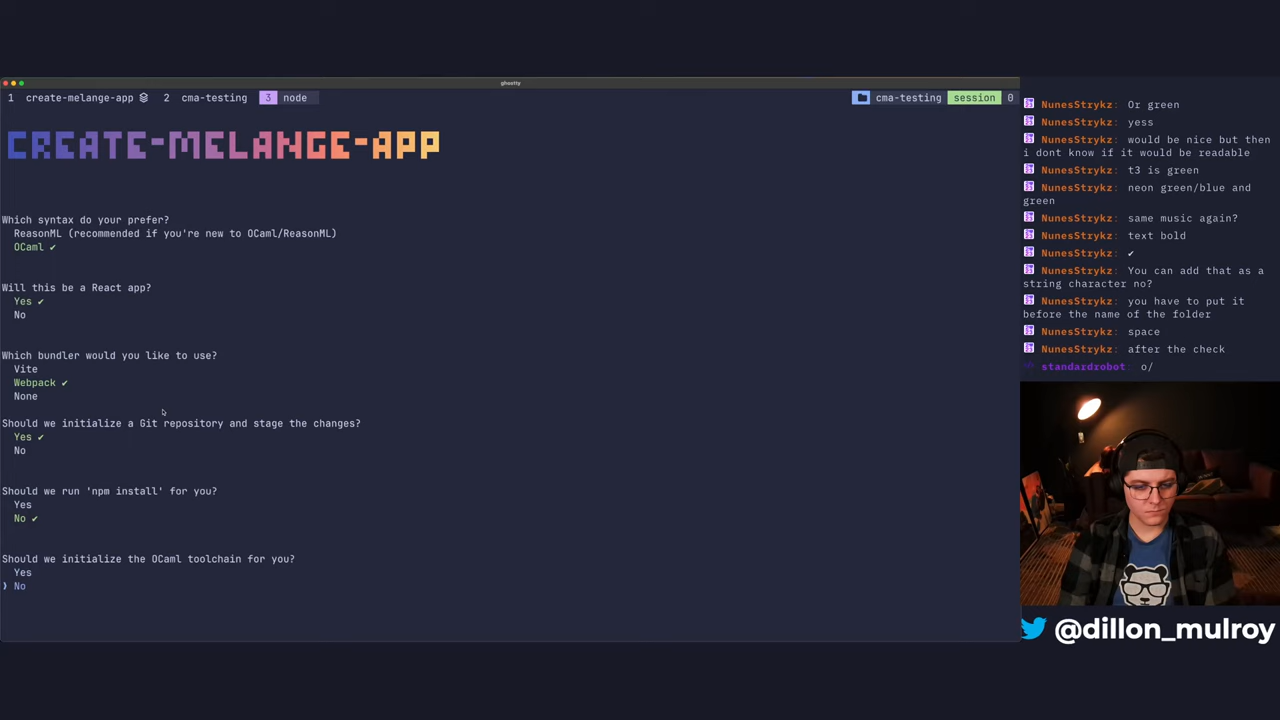 ghostty
1 create-melange-app 2 cma-testing 3 node
cma-testing session 0
CREATE-MELANGE-APP
Which syntax do your prefer?
ReasonML (recommended if you're new to OCaml/ReasonML)
OCaml ✔
Will this be a React app?
Yes ✔
No
Which bundler would you like to use?
Vite
Webpack ✔
None
Should we initialize a Git repository and stage the changes?
Yes ✔
No
Should we run 'npm install' for you?
Yes
No ✔
Should we initialize the OCaml toolchain for you?
Yes
❯ No
NunesStrykz: Or green
NunesStrykz: yess
NunesStrykz: would be nice but then
i dont know if it would be readable
NunesStrykz: t3 is green
NunesStrykz: neon green/blue and
green
NunesStrykz: same music again?
NunesStrykz: text bold
NunesStrykz: ✔
NunesStrykz: You can add that as a
string character no?
NunesStrykz: you have to put it
before the name of the folder
NunesStrykz: space
NunesStrykz: after the check
standardrobot: o/
@dillon_mulroy